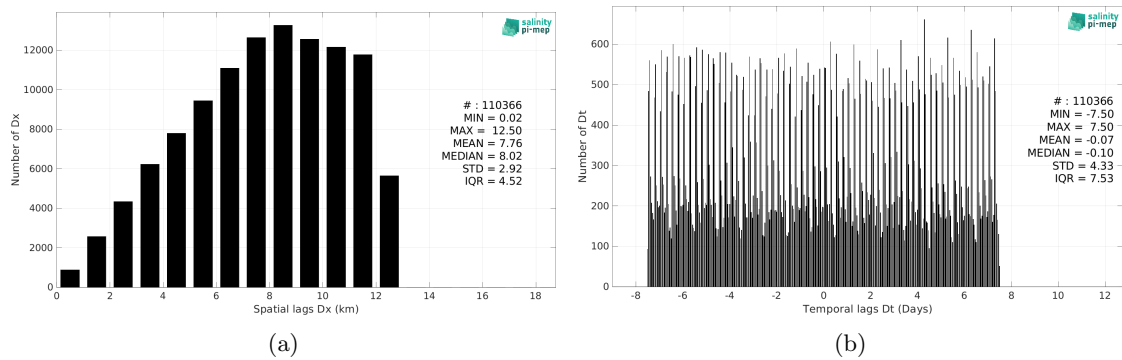 salinity
pi-mep
12000
10000
8000
6000
4000
2000
0
Number of Dx
# : 110366
MIN = 0.02
MAX = 12.50
MEAN = 7.76
MEDIAN = 8.02
STD = 2.92
IQR = 4.52
0 2 4 6 8 10 12 14 16 18
Spatial lags Dx (km)
(a)
salinity
pi-mep
600
500
400
300
200
100
0
Number of Dt
# : 110366
MIN = -7.50
MAX = 7.50
MEAN = -0.07
MEDIAN = -0.10
STD = 4.33
IQR = 7.53
-8 -6 -4 -2 0 2 4 6 8 10 12
Temporal lags Dt (Days)
(b)